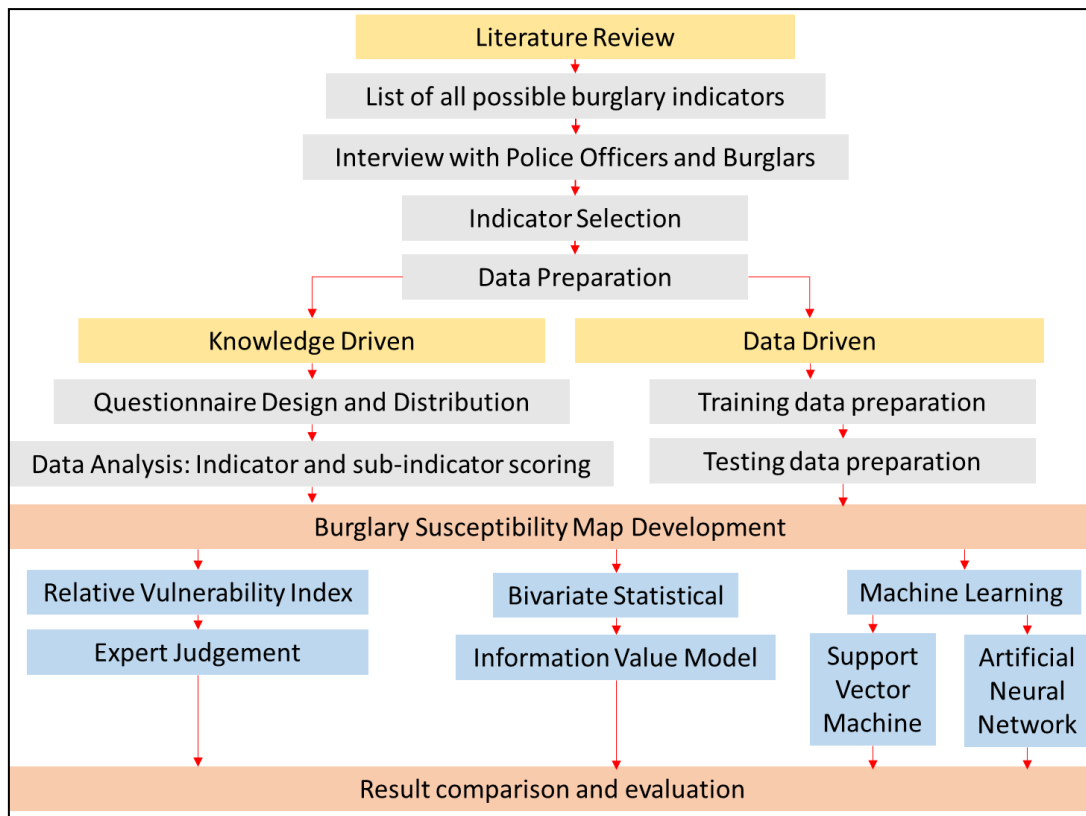 Literature Review
List of all possible burglary indicators
Interview with Police Officers and Burglars
Indicator Selection
Data Preparation
Knowledge Driven
Data Driven
Questionnaire Design and Distribution
Training data preparation
Data Analysis: Indicator and sub-indicator scoring
Testing data preparation
Burglary Susceptibility Map Development
Relative Vulnerability Index
Bivariate Statistical
Machine Learning
Expert Judgement
Information Value Model
Support
Vector
Machine
Artificial
Neural
Network
Result comparison and evaluation